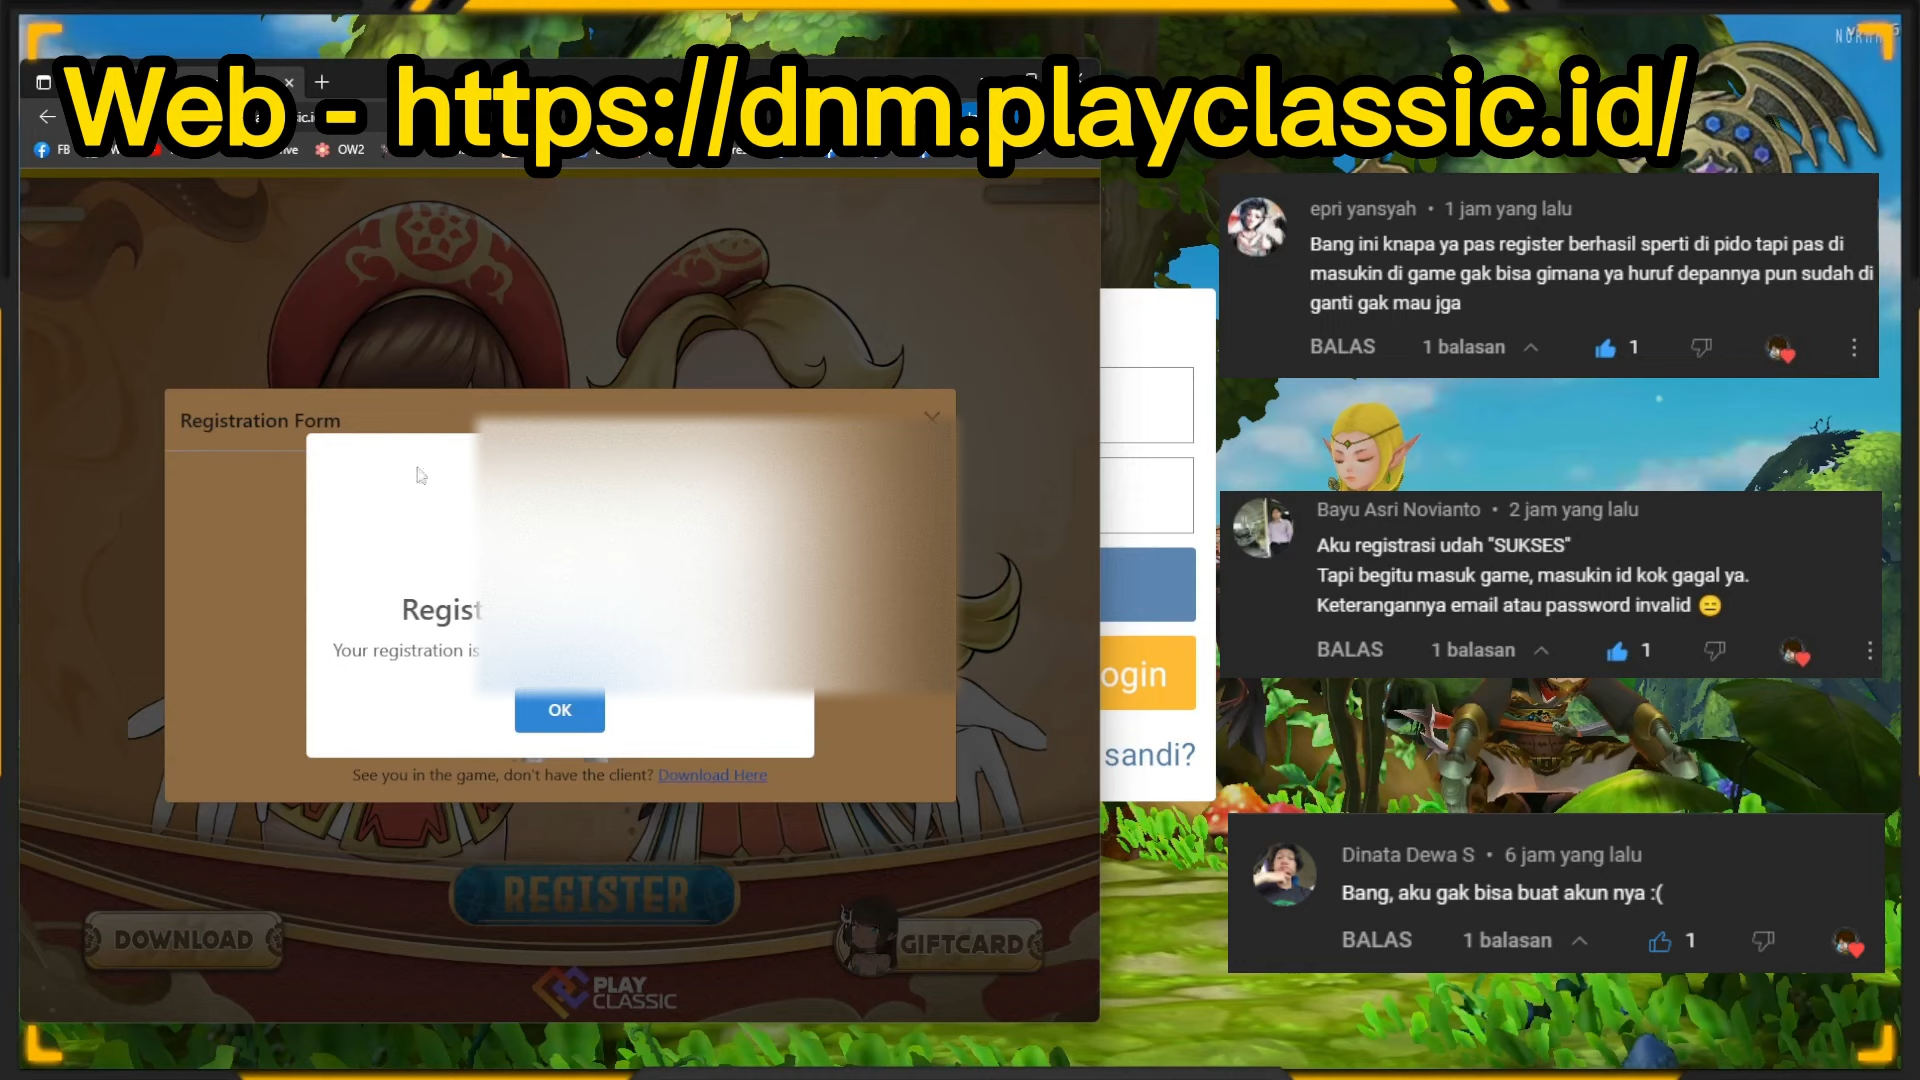 Web - https://dnm.playclassic.id/
FB
OW2
epri yansyah • 1 jam yang lalu
Bang ini knapa ya pas register berhasil sperti di pido tapi pas di
masukin di game gak bisa gimana ya huruf depannya pun sudah di
ganti gak mau jga
BALAS 1 balasan 1
Registration Form
Regist
Your registration is
OK
See you in the game, don't have the client? Download Here
ogin
sandi?
Bayu Asri Novianto • 2 jam yang lalu
Aku registrasi udah "SUKSES"
Tapi begitu masuk game, masukin id kok gagal ya.
Keterangannya email atau password invalid 😑
BALAS 1 balasan 1
Dinata Dewa S • 6 jam yang lalu
Bang, aku gak bisa buat akun nya :(
BALAS 1 balasan 1
REGISTER
DOWNLOAD
GIFTCARD
PLAY
CLASSIC